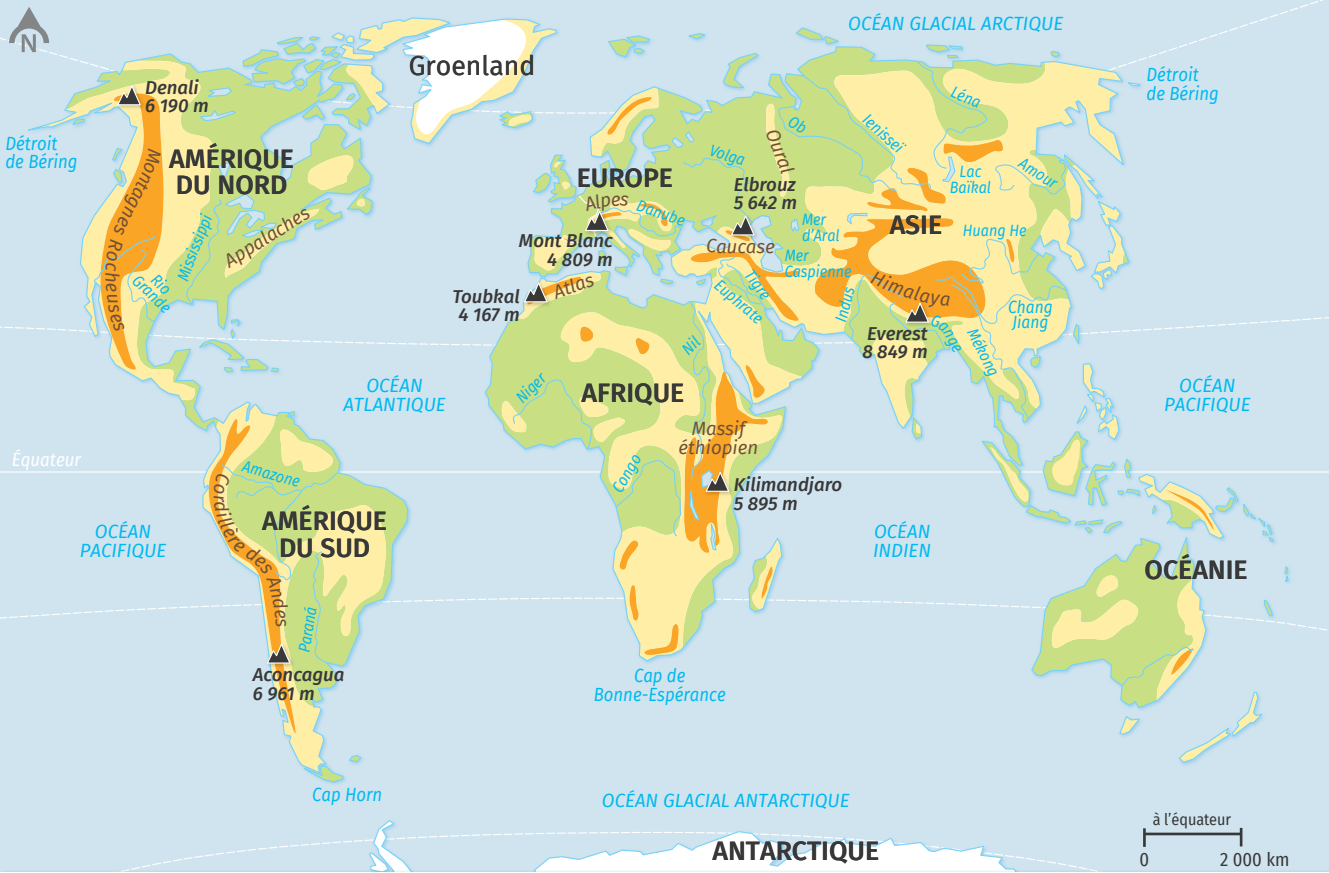 N
OCÉAN GLACIAL ARCTIQUE
Groenland
Détroit
de Béring
Denali
6 190 m
Détroit
de Béring
AMÉRIQUE
DU NORD
Montagnes Rocheuses
Mississippi
Appalaches
Rio
Grande
EUROPE
Alpes
Danube
Mont Blanc
4 809 m
Volga
Oural
Ob
Ienisseï
Léna
Elbrouz
5 642 m
Caucase
Mer
d'Aral
Mer
Caspienne
ASIE
Lac
Baïkal
Amour
Huang He
Toubkal
4 167 m
Atlas
Tigre
Euphrate
Indus
Himalaya
Everest
8 849 m
Gange
Mékong
Chang
Jiang
OCÉAN
ATLANTIQUE
Niger
AFRIQUE
Nil
Massif
éthiopien
OCÉAN
PACIFIQUE
Équateur
Amazone
Congo
Kilimandjaro
5 895 m
OCÉAN
PACIFIQUE
Cordillère des Andes
AMÉRIQUE
DU SUD
OCÉAN
INDIEN
OCÉANIE
Paraná
Aconcagua
6 961 m
Cap de
Bonne-Espérance
Cap Horn
OCÉAN GLACIAL ANTARCTIQUE
ANTARCTIQUE
à l'équateur
0 2 000 km